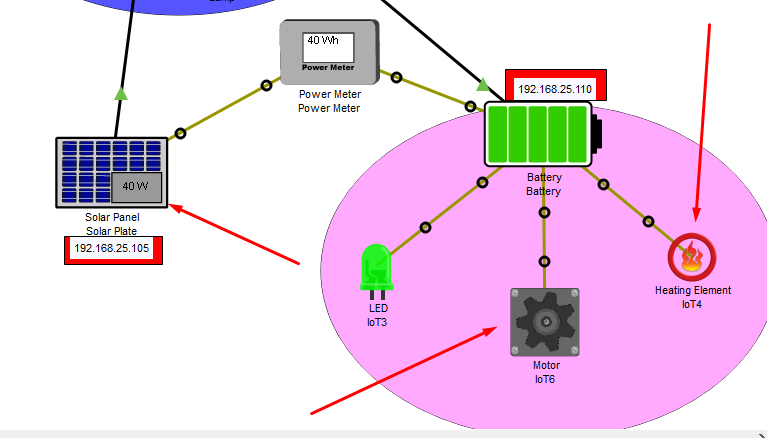 40 Wh
Power Meter
Power Meter
Power Meter
192.168.25.110
40 W
Solar Panel
Solar Plate
192.168.25.105
Battery
Battery
LED
IoT3
Motor
IoT6
Heating Element
IoT4